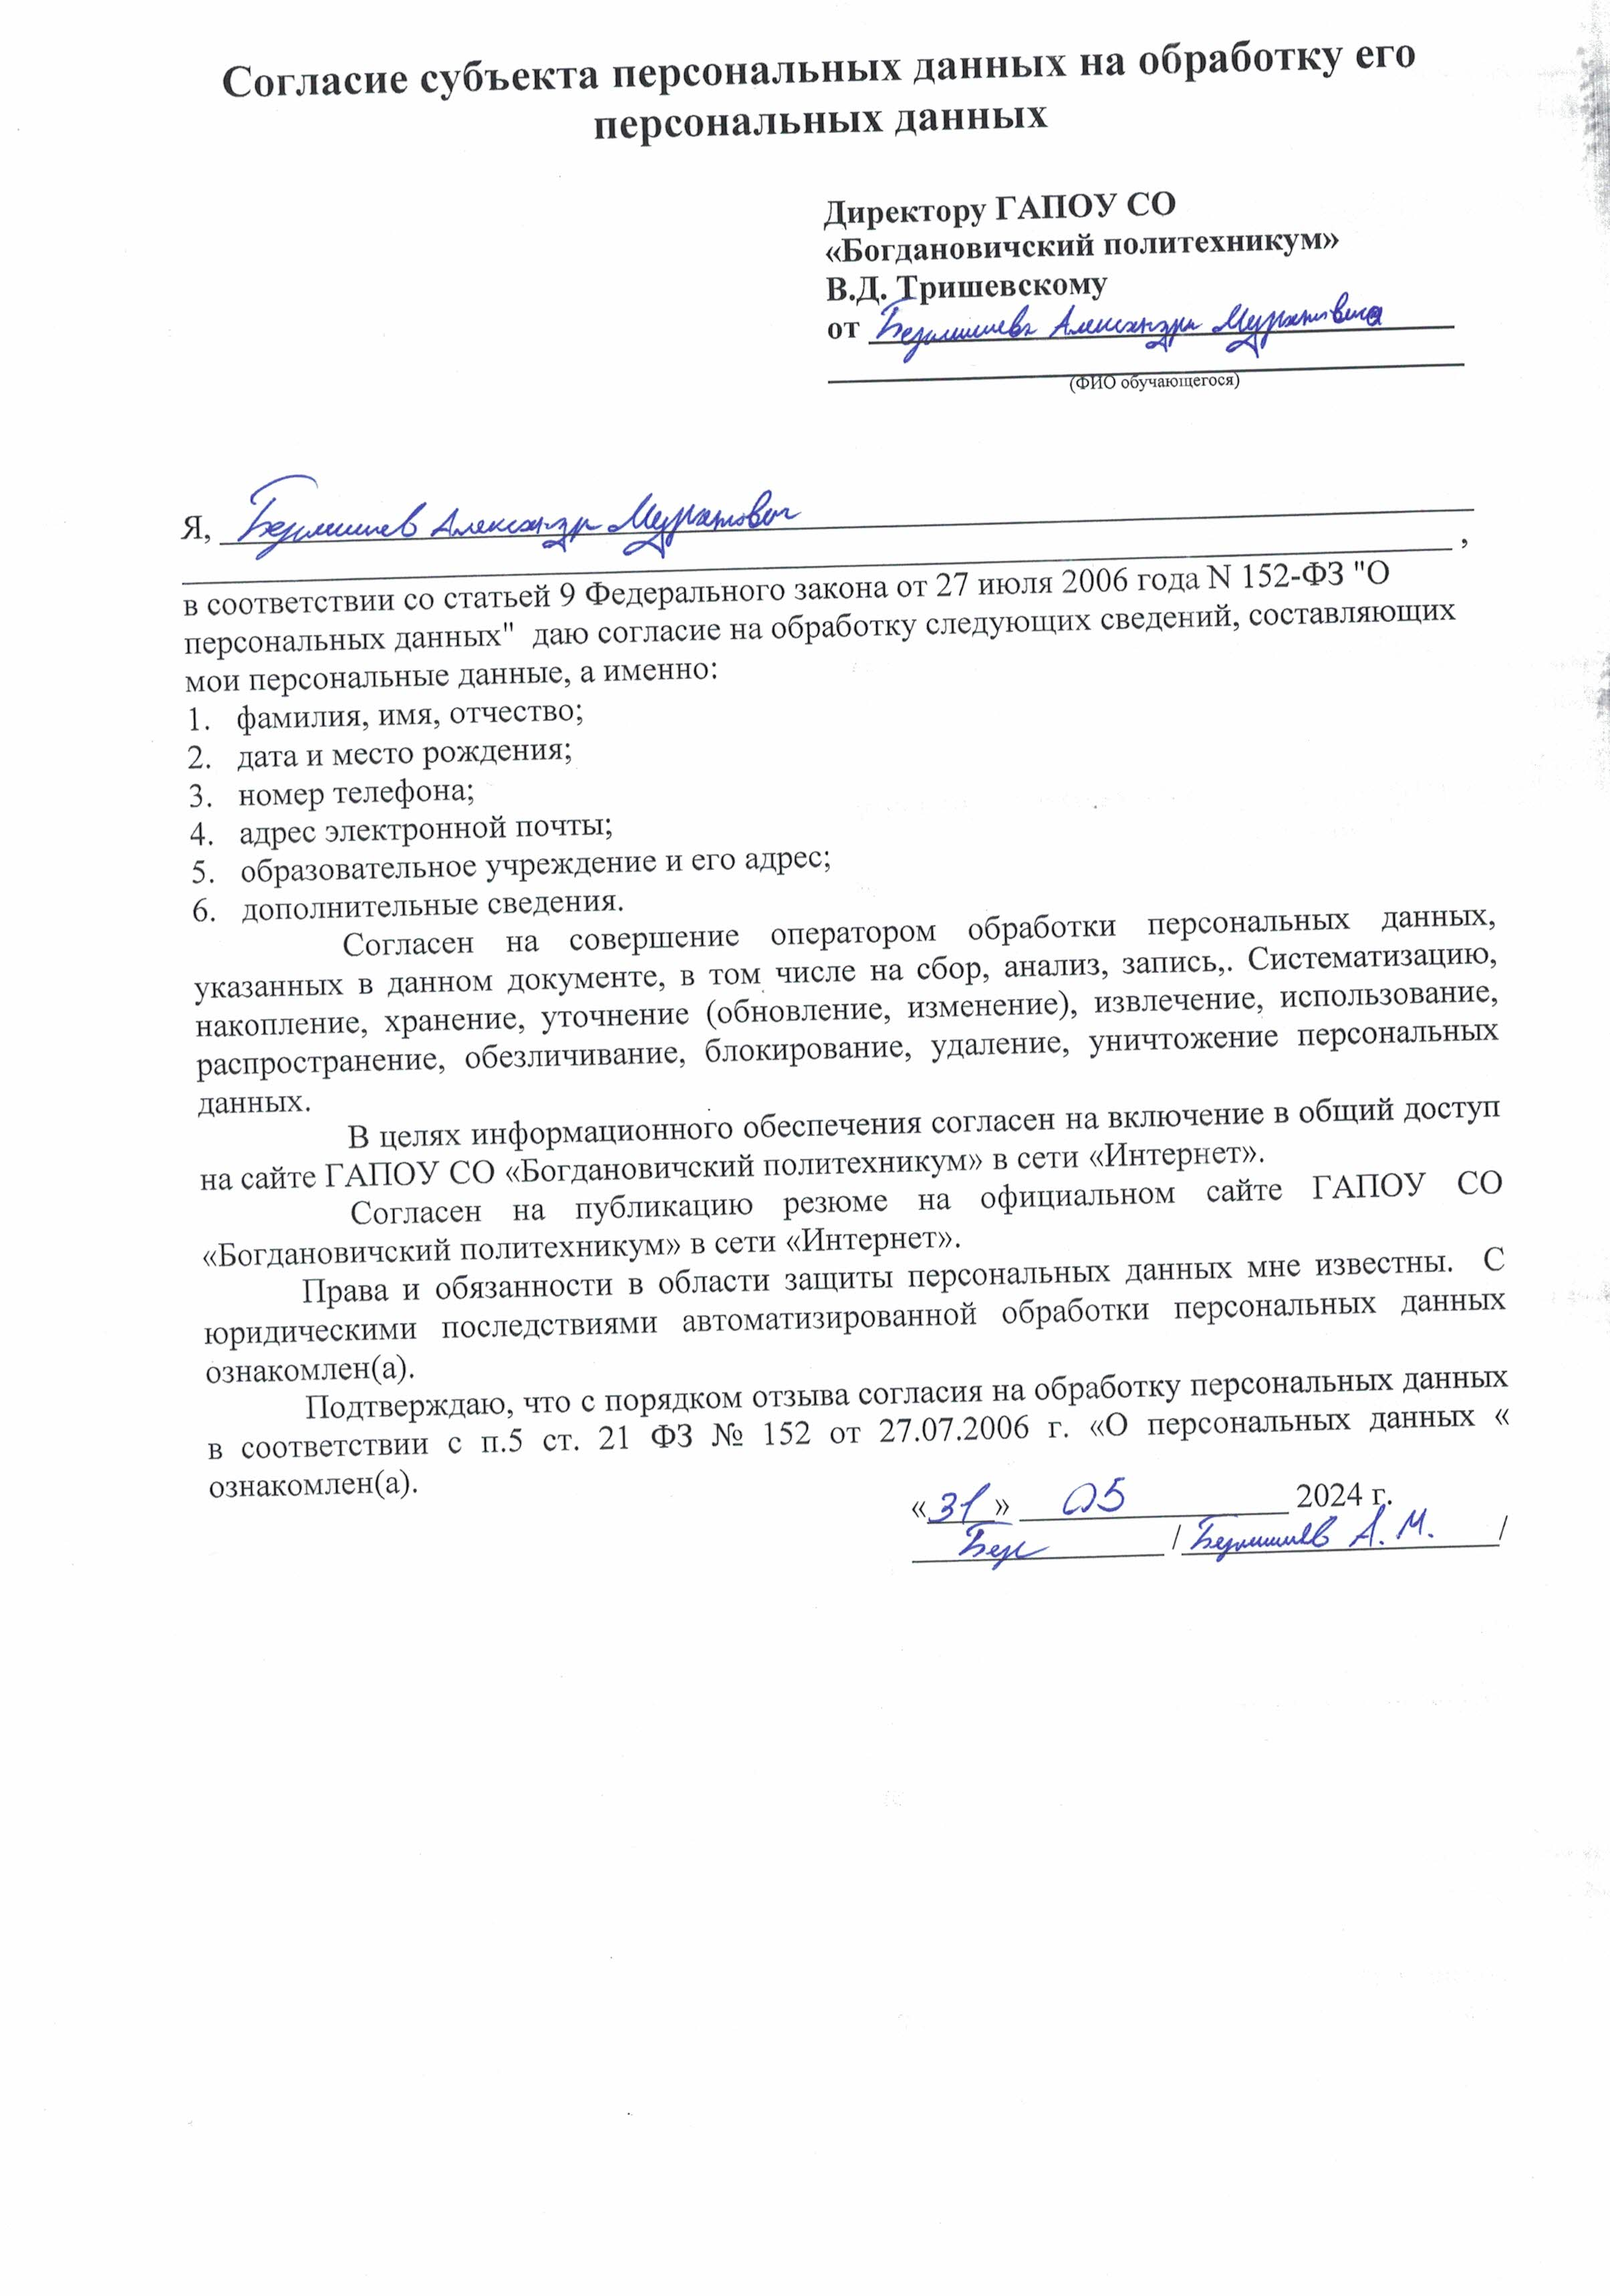 Согласие субъекта персональных данных на обработку его
персональных данных
Директору ГАПОУ СО
«Богдановичский политехникум»
В.Д. Тришевскому
от Александра Муратовича
(ФИО обучающегося)
Я, Александр Муратович
,
в соответствии со статьей 9 Федерального закона от 27 июля 2006 года N 152-ФЗ "О
персональных данных" даю согласие на обработку следующих сведений, составляющих
мои персональные данные, а именно:
1. фамилия, имя, отчество;
2. дата и место рождения;
3. номер телефона;
4. адрес электронной почты;
5. образовательное учреждение и его адрес;
6. дополнительные сведения.
Согласен на совершение оператором обработки персональных данных,
указанных в данном документе, в том числе на сбор, анализ, запись,. Систематизацию,
накопление, хранение, уточнение (обновление, изменение), извлечение, использование,
распространение, обезличивание, блокирование, удаление, уничтожение персональных
данных.
В целях информационного обеспечения согласен на включение в общий доступ
на сайте ГАПОУ СО «Богдановичский политехникум» в сети «Интернет».
Согласен на публикацию резюме на официальном сайте ГАПОУ СО
«Богдановичский политехникум» в сети «Интернет».
Права и обязанности в области защиты персональных данных мне известны. С
юридическими последствиями автоматизированной обработки персональных данных
ознакомлен(а).
Подтверждаю, что с порядком отзыва согласия на обработку персональных данных
в соответствии с п.5 ст. 21 ФЗ № 152 от 27.07.2006 г. «О персональных данных «
ознакомлен(а).
«31» 05 2024 г.
/ А. М. /